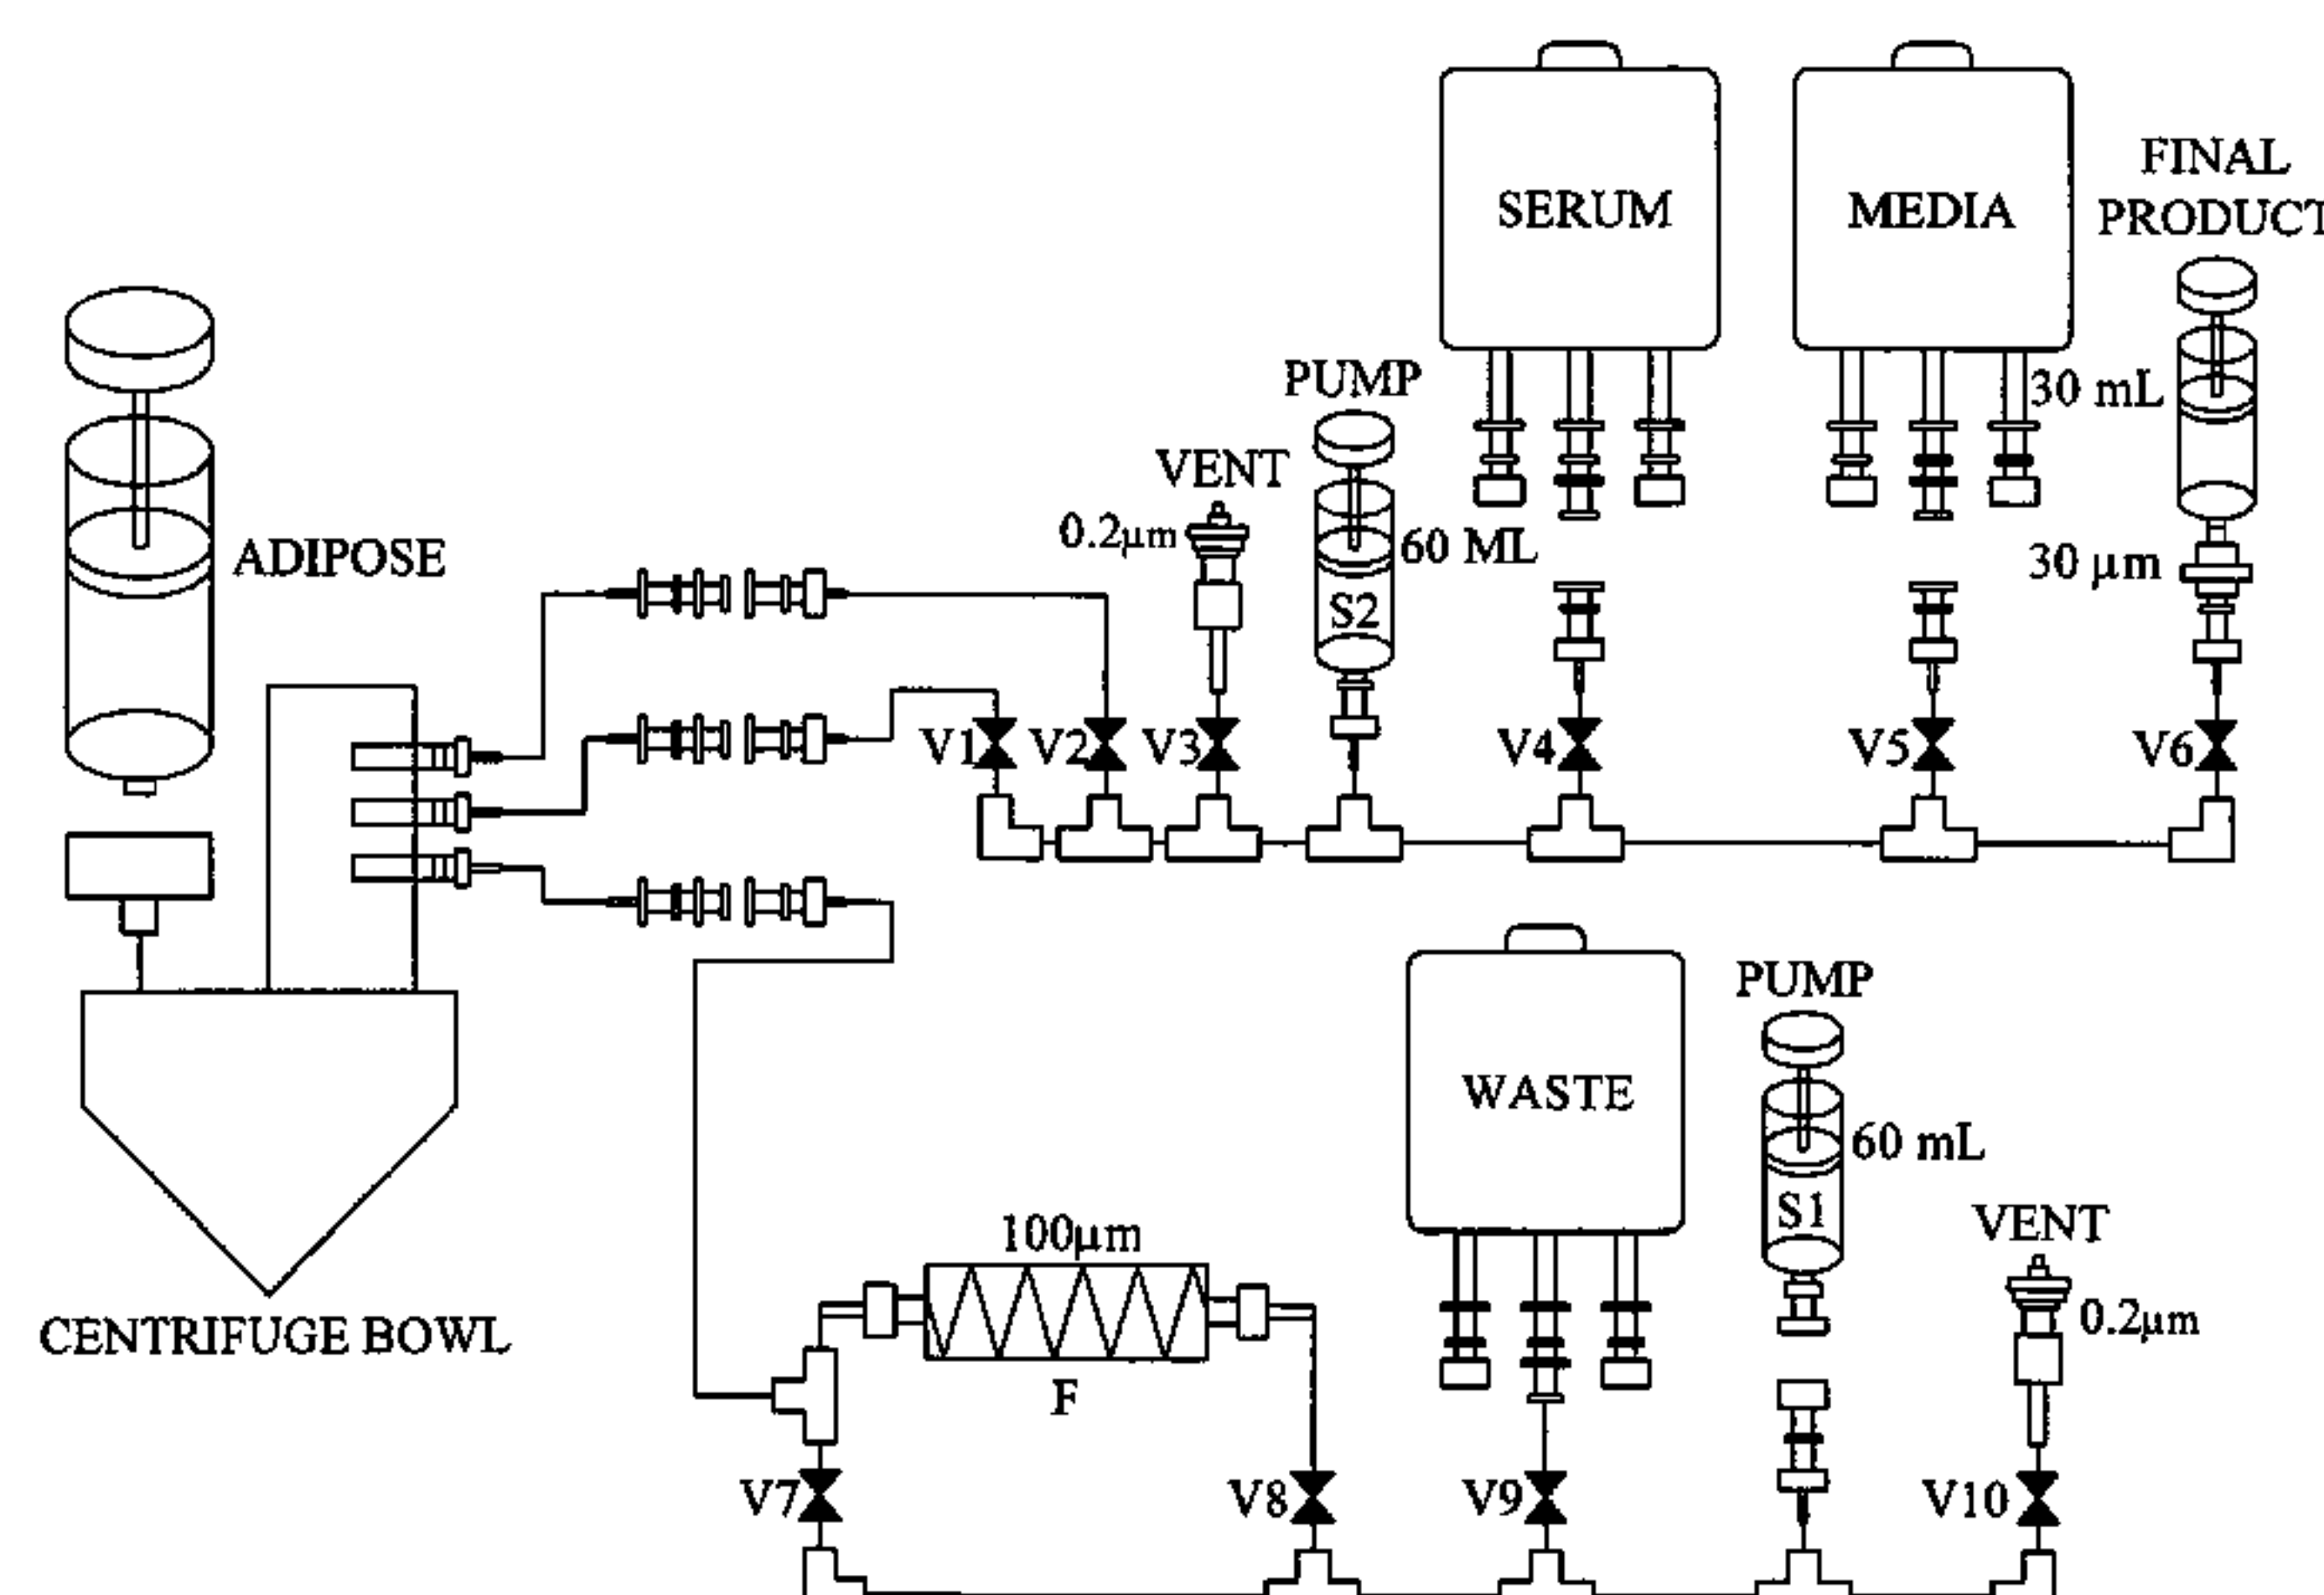 SERUM
MEDIA
FINAL
PRODUCT
PUMP
30 mL
VENT
0.2µm
60 ML
ADIPOSE
30 µm
S2
V1
V2
V3
V4
V5
V6
WASTE
PUMP
60 mL
S1
VENT
100µm
0.2µm
CENTRIFUGE BOWL
F
V7
V8
V9
V10